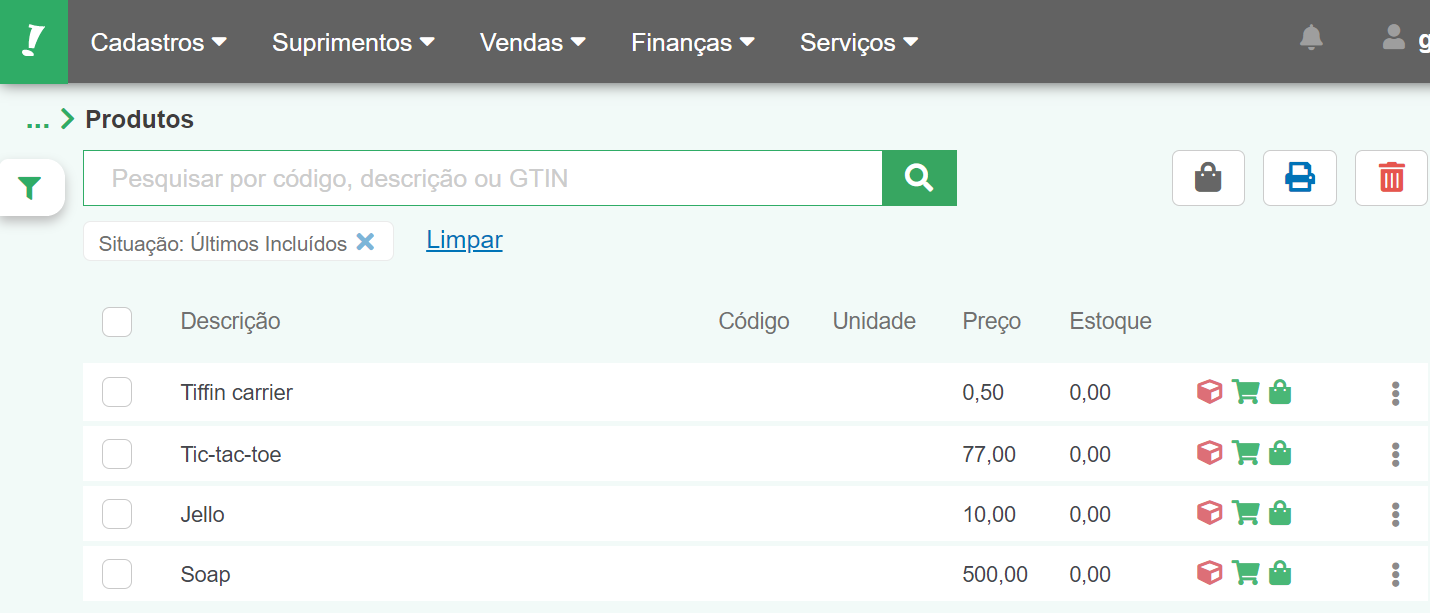 Cadastros Suprimentos Vendas Finanças Serviços g
... Produtos
Pesquisar por código, descrição ou GTIN
Situação: Últimos Incluídos Limpar
Descrição Código Unidade Preço Estoque
Tiffin carrier 0,50 0,00
Tic-tac-toe 77,00 0,00
Jello 10,00 0,00
Soap 500,00 0,00